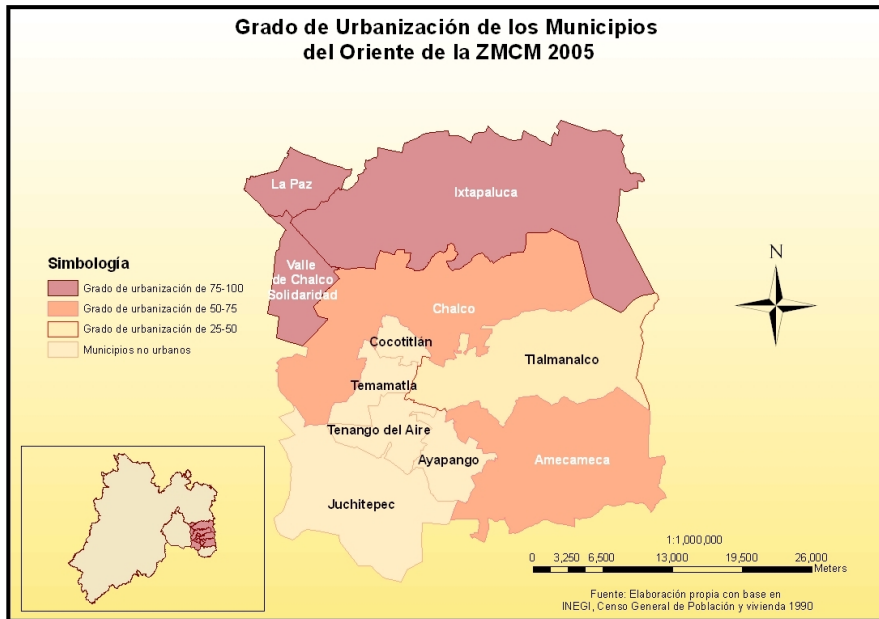 Grado de Urbanización de los Municipios
del Oriente de la ZMCM 2005
La Paz
Ixtapaluca
Valle
de Chalco
Solidaridad
Chalco
Cocotitlán
Tlalmanalco
Temamatla
Tenango del Aire
Ayapango
Amecameca
Juchitepec
N
Simbología
Grado de urbanización de 75-100
Grado de urbanización de 50-75
Grado de urbanización de 25-50
Municipios no urbanos
1:1,000,000
0 3,250 6,500 13,000 19,500 26,000
Meters
Fuente: Elaboración propia con base en
INEGI, Censo General de Población y vivienda 1990